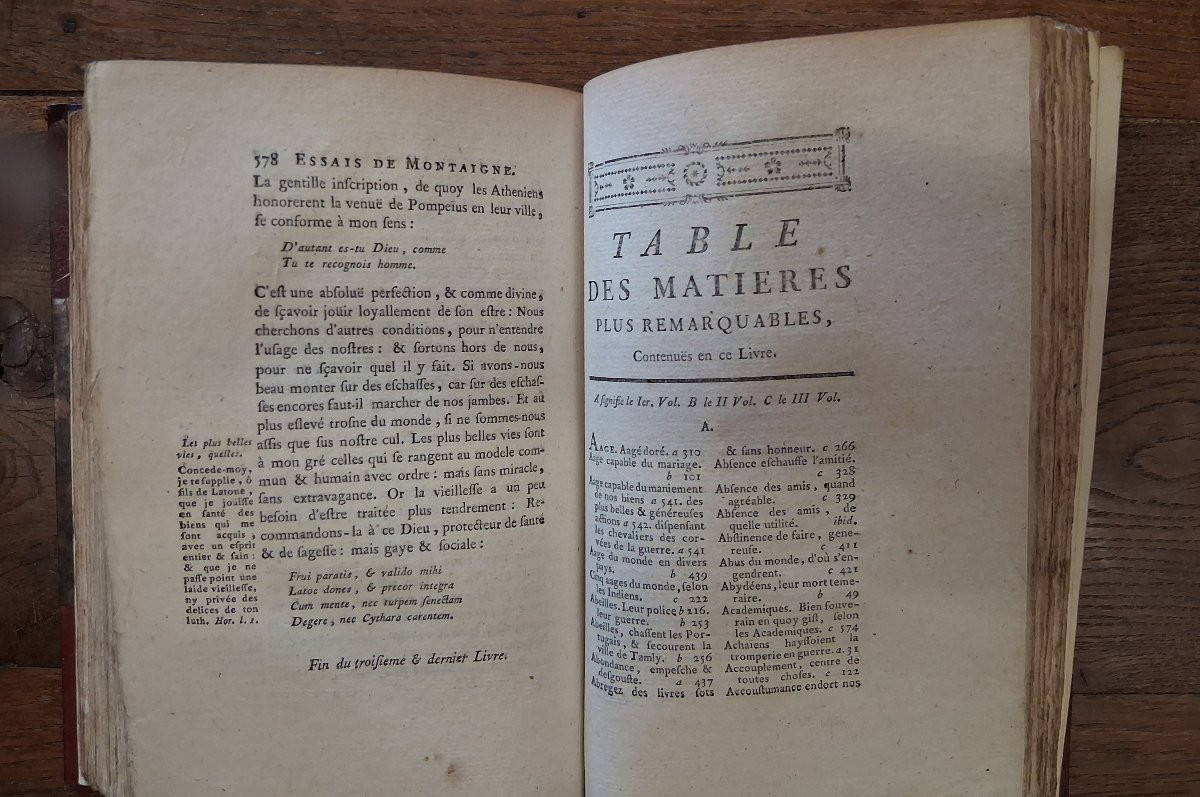 578 ESSAIS DE MONTAIGNE.
La gentille inſcription, de quoy les Atheniens
honorerent la venuë de Pompeïus en leur ville,
ſe conforme à mon ſens :
D'autant es-tu Dieu, comme
Tu te recognois homme.
C'eſt une abſoluë perfection, & comme divine,
de ſçavoir jouir loyallement de ſon eſtre : Nous
cherchons d'autres conditions, pour n'entendre
l'uſage des noſtres : & ſortons hors de nous,
pour ne ſçavoir quel il y fait. Si avons-nous
beau monter ſur des eſchaſſes, car ſur des eſchaſ-
ſes encores faut-il marcher de nos jambes. Et au
plus eſlevé troſne du monde, ſi ne ſommes-nous
aſſis que ſus noſtre cul. Les plus belles vies ſont
à mon gré celles qui ſe rangent au modele com-
mun & humain avec ordre : mais ſans miracle,
ſans extravagance. Or la vieilleſſe a un peu
beſoin d'eſtre traitée plus tendrement : Re-
commandons-la à ce Dieu, protecteur de ſanté
& de ſageſſe : mais gaye & ſociale :
Frui paratis, & valido mihi
Latoe dones, & precor integra
Cum mente, nec turpem ſenectam
Degere, nec Cythara carentem.
Fin du troiſieme & dernier Livre.
Les plus belles
vies, quelles.
Concede-moy,
je te ſupplie, ô
fils de Latone,
que je jouïſſe
en ſanté des
biens qui me
ſont acquis,
avec un eſprit
entier & ſain :
& que je ne
paſſe point une
laide vieilleſſe,
ny privée des
delices de ton
luth. Hor. l. 1.
TABLE
DES MATIERES
PLUS REMARQUABLES,
Contenuës en ce Livre.
A ſignifie le Ier. Vol. B le II Vol. C le III Vol.
A.
AAGE. Aagé doré. a 310
Aage capable du mariage.
b 101
Aage capable du maniement
de nos biens a 541. des
plus belles & généreuſes
actions a 542. diſpenſant
les chevaliers des cor-
vées de la guerre. a 541
Aage du monde en divers
pays. b 439
Cinq aages du monde, ſelon
les Indiens. c 222
Abeilles. Leur police b 216.
leur guerre. b 253
Abeilles, chaſſent les Por-
tugais, & ſecourent la
ville de Tamly. b 256
Abondance, empeſche &
deſgouſte. a 437
Abregez des livres ſots
& ſans honneur. c 266
Abſence eſchauffe l'amitié.
c 328
Abſence des amis, quand
agréable. c 329
Abſence des amis, de
quelle utilité. ibid.
Abſtinence de faire, géne-
reuſe. c 411
Abus du monde, d'où s'en-
gendrent. c 421
Abydéens, leur mort teme-
raire. b 49
Academiques. Bien ſouve-
rain en quoy giſt, ſelon
les Academiques. c 574
Achaïens hayſſoient la
tromperie en guerre. a. 31
Accouplement, centre de
toutes choſes. c 122
Accouſtumance endort nos